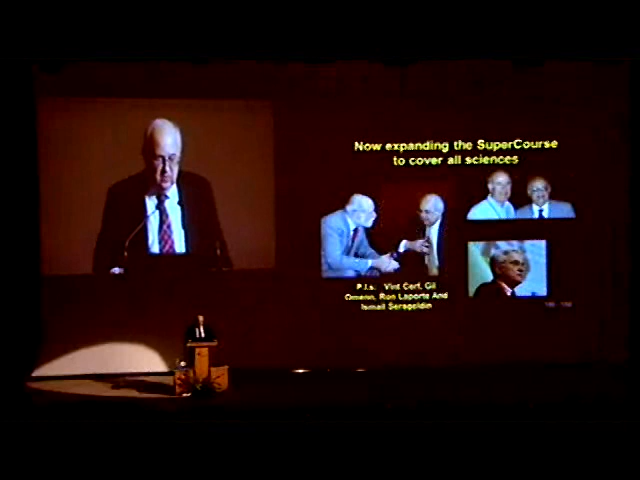 Now expanding the SuperCourse
to cover all sciences
P.I.s: Vint Cerf, Gil
Omenn, Ron Laporte And
Ismail Serageldin